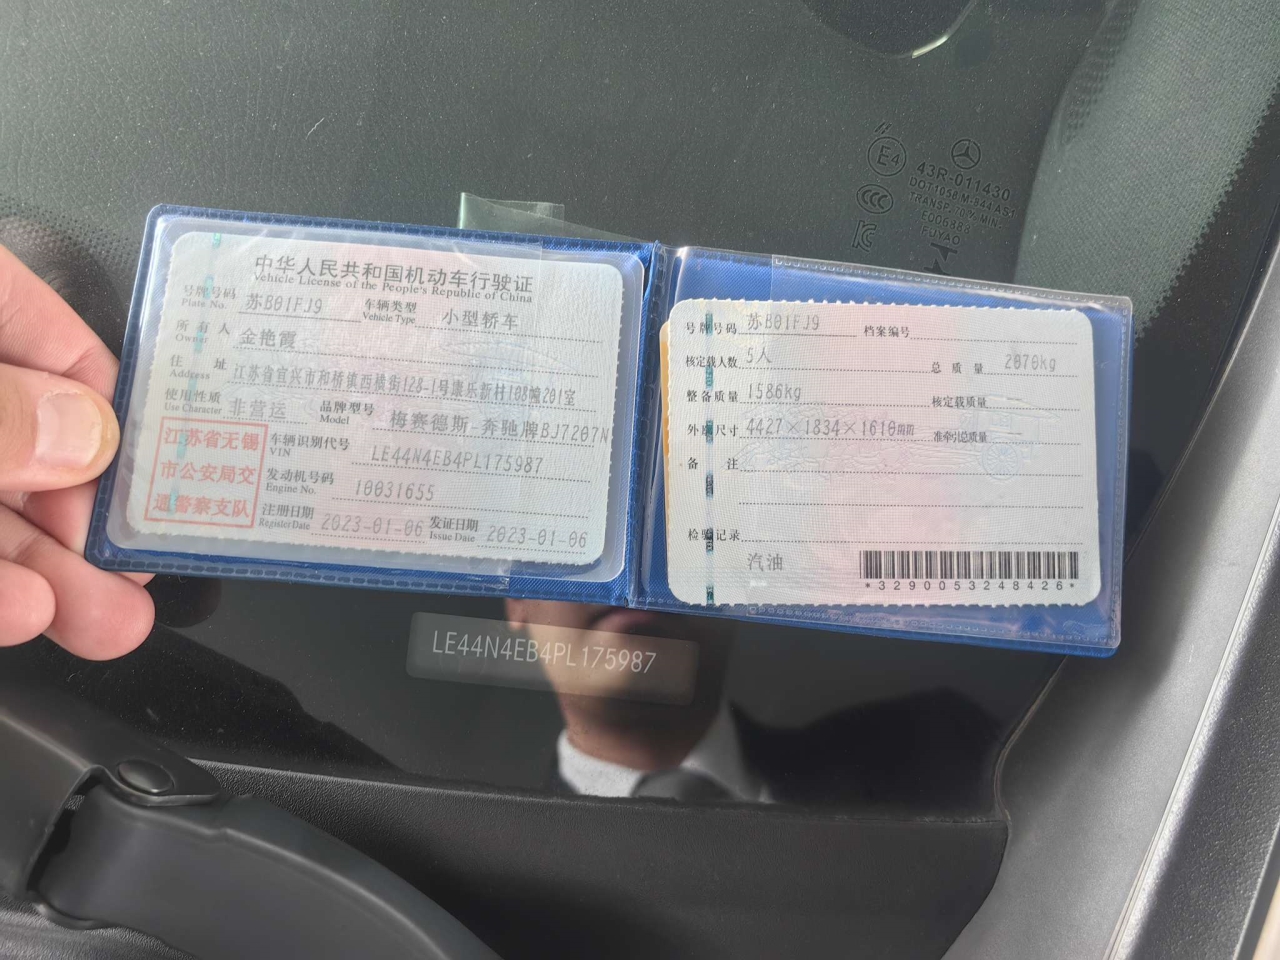 中华人民共和国机动车行驶证
Vehicle License of the People's Republic of China
号牌号码 Plate No. 苏B01FJ9 车辆类型 Vehicle Type 小型轿车
所有人 Owner 金艳霞
住址 Address 江苏省宜兴市和桥镇西横街128-1号康乐新村108幢201室
使用性质 Use Character 非营运 品牌型号 Model 梅赛德斯-奔驰牌BJ7207N
江苏省无锡
市公安局交
通警察支队
车辆识别代号 VIN LE44N4EB4PL175987
发动机号码 Engine No. 10031655
注册日期 Register Date 2023-01-06 发证日期 Issue Date 2023-01-06
号牌号码 苏B01FJ9 档案编号
核定载人数 5人 总质量 2070kg
整备质量 1586kg 核定载质量
外廓尺寸 4427×1834×1610mm 准牵引总质量
备注
检验记录
汽油
*3290053248426*
LE44N4EB4PL175987
E4
43R-011430
DOT1058 M-544 AS1
TRANSP. 70% MIN.
CCC
FUYAO